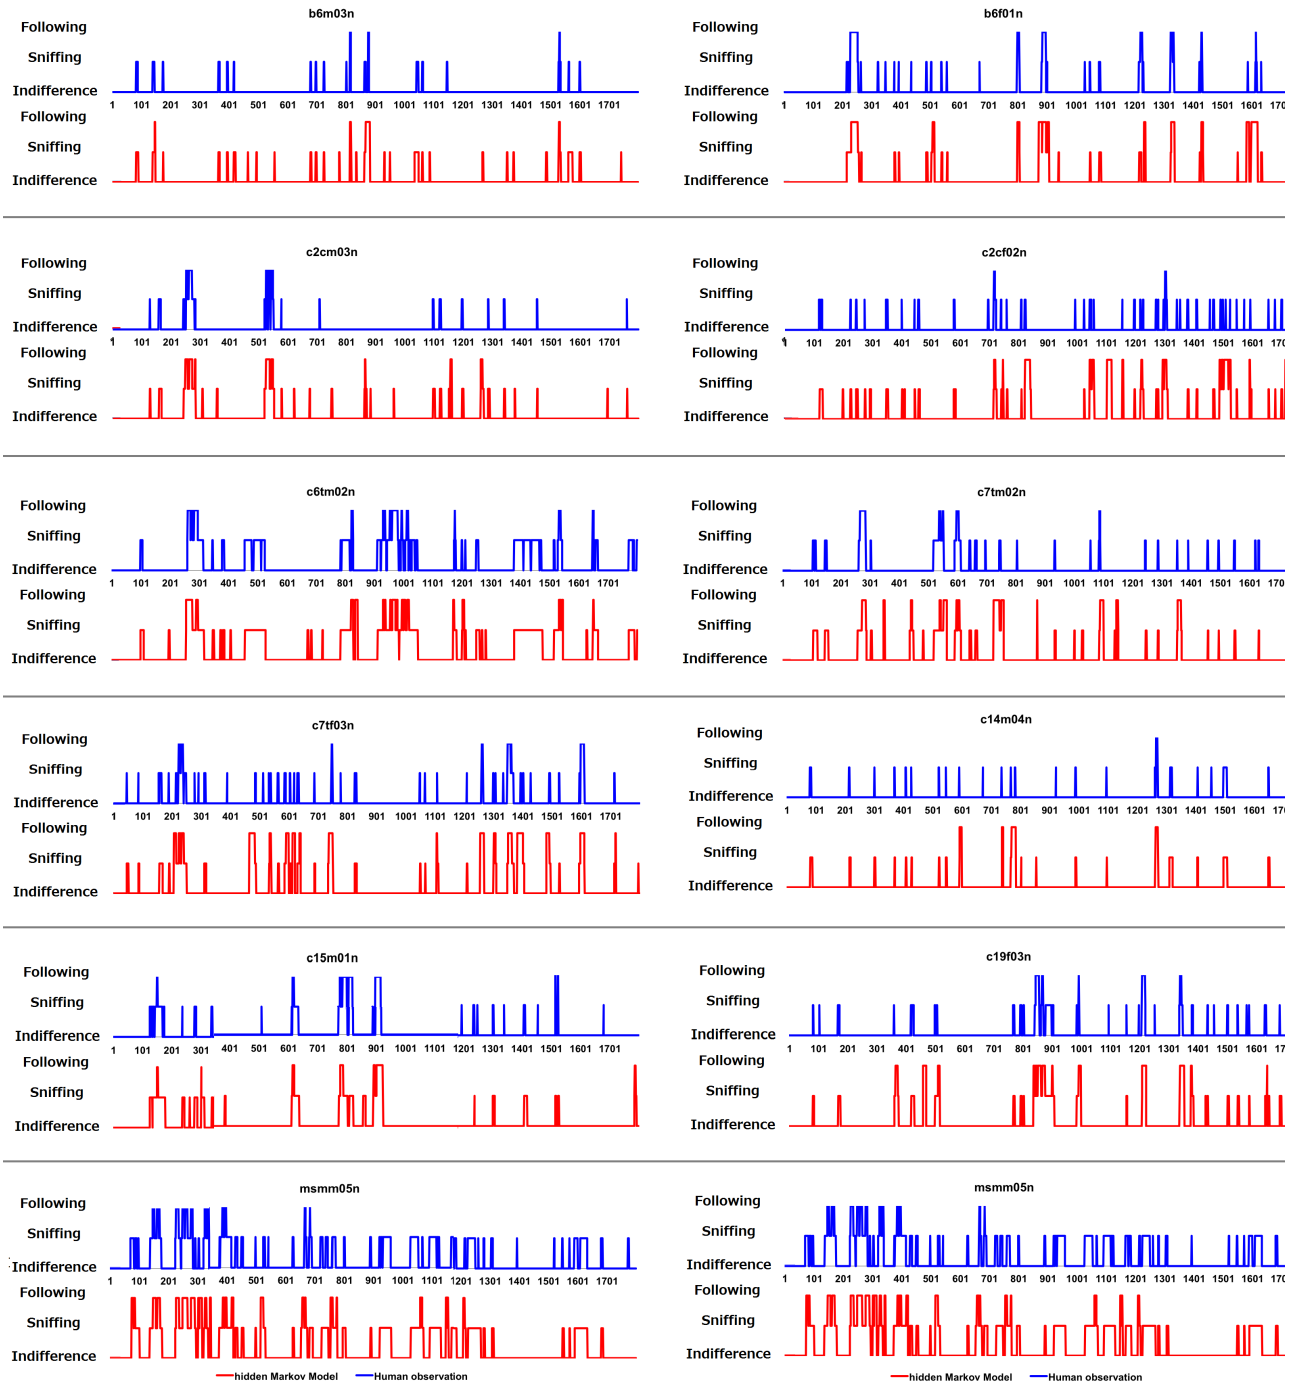 b6m03n
Following
Sniffing
Indifference
1 101 201 301 401 501 601 701 801 901 1001 1101 1201 1301 1401 1501 1601 1701
Following
Sniffing
Indifference
b6f01n
Following
Sniffing
Indifference
1 101 201 301 401 501 601 701 801 901 1001 1101 1201 1301 1401 1501 1601 170
Following
Sniffing
Indifference
c2cm03n
Following
Sniffing
Indifference
1 101 201 301 401 501 601 701 801 901 1001 1101 1201 1301 1401 1501 1601 1701
Following
Sniffing
Indifference
c2cf02n
Following
Sniffing
Indifference
1 101 201 301 401 501 601 701 801 901 1001 1101 1201 1301 1401 1501 1601 170
Following
Sniffing
Indifference
c6tm02n
Following
Sniffing
Indifference
1 101 201 301 401 501 601 701 801 901 1001 1101 1201 1301 1401 1501 1601 1701
Following
Sniffing
Indifference
c7tm02n
Following
Sniffing
Indifference
1 101 201 301 401 501 601 701 801 901 1001 1101 1201 1301 1401 1501 1601 170
Following
Sniffing
Indifference
c7tf03n
Following
Sniffing
Indifference
1 101 201 301 401 501 601 701 801 901 1001 1101 1201 1301 1401 1501 1601 1701
Following
Sniffing
Indifference
c14m04n
Following
Sniffing
Indifference
1 101 201 301 401 501 601 701 801 901 1001 1101 1201 1301 1401 1501 1601 170
Following
Sniffing
Indifference
c15m01n
Following
Sniffing
Indifference
1 101 201 301 401 501 601 701 801 901 1001 1101 1201 1301 1401 1501 1601 1701
Following
Sniffing
Indifference
c19f03n
Following
Sniffing
Indifference
1 101 201 301 401 501 601 701 801 901 1001 1101 1201 1301 1401 1501 1601 17
Following
Sniffing
Indifference
msmm05n
Following
Sniffing
Indifference
1 101 201 301 401 501 601 701 801 901 1001 1101 1201 1301 1401 1501 1601 1701
Following
Sniffing
Indifference
hidden Markov Model Human observation
msmm05n
Following
Sniffing
Indifference
1 101 201 301 401 501 601 701 801 901 1001 1101 1201 1301 1401 1501 1601 170
Following
Sniffing
Indifference
hidden Markov Model Human observation